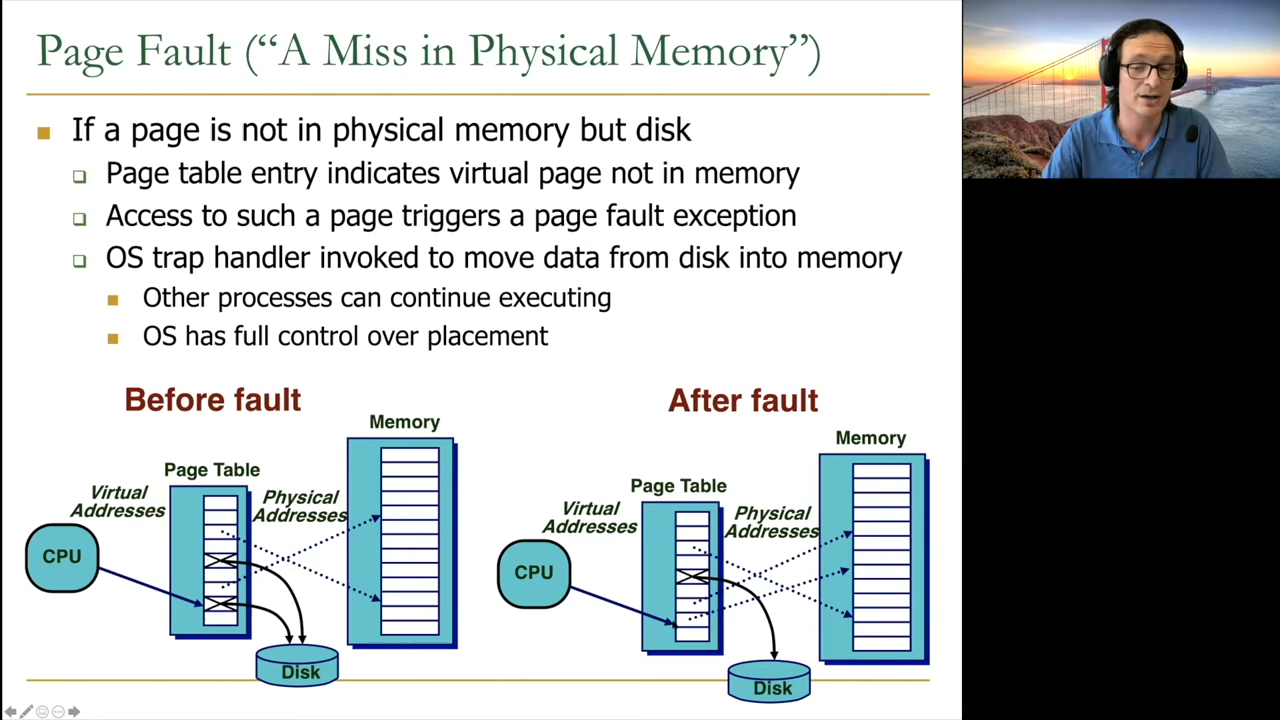 Page Fault (“A Miss in Physical Memory”)
If a page is not in physical memory but disk
Page table entry indicates virtual page not in memory
Access to such a page triggers a page fault exception
OS trap handler invoked to move data from disk into memory
Other processes can continue executing
OS has full control over placement
Before fault
Memory
Page Table
Virtual
Addresses
Physical
Addresses
CPU
Disk
After fault
Memory
Page Table
Virtual
Addresses
Physical
Addresses
CPU
Disk